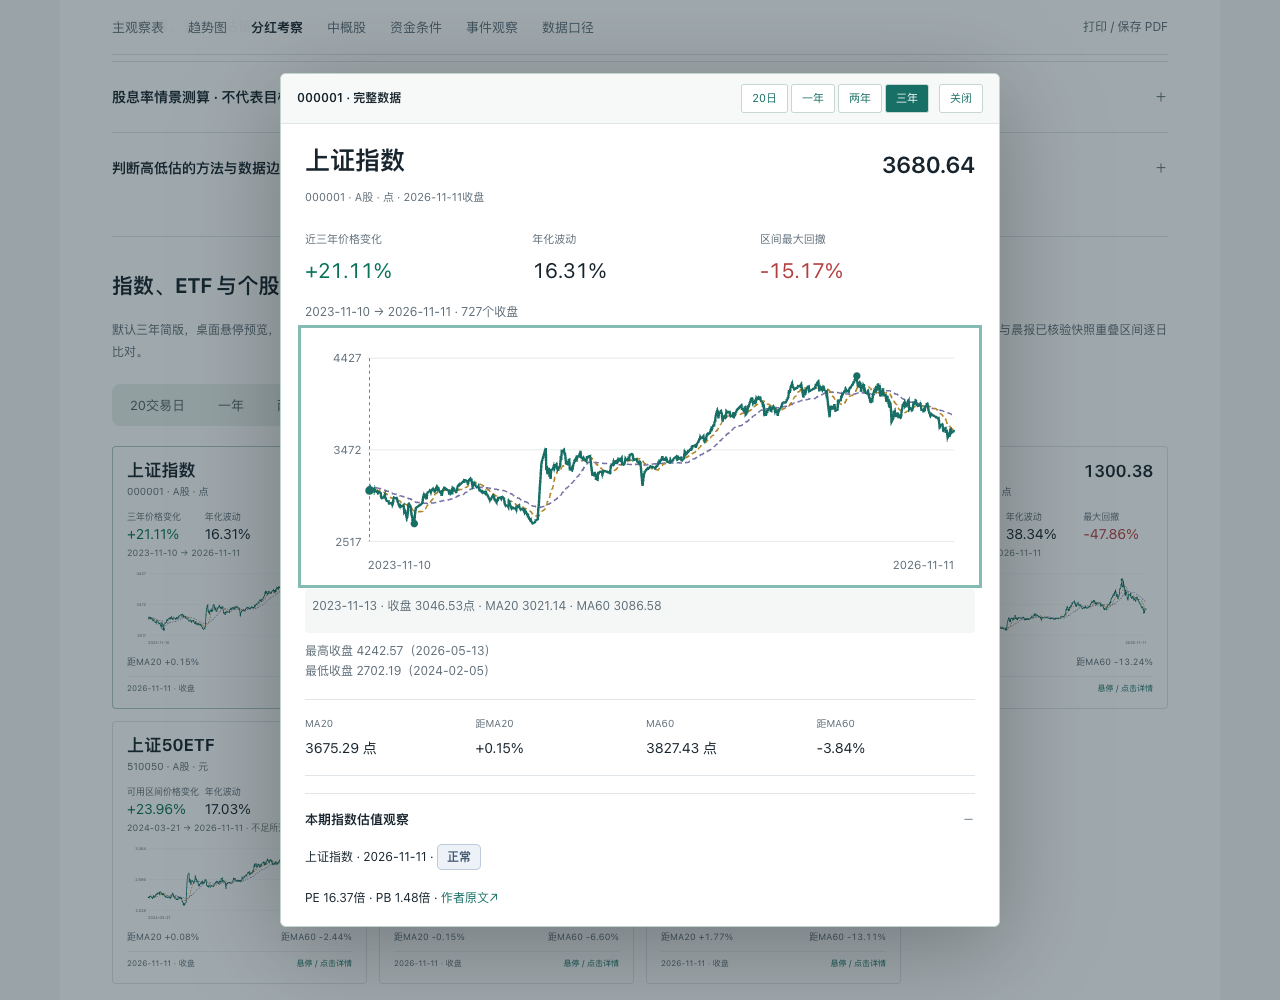 主观察表 趋势图 分红考察 中概股 资金条件 事件观察 数据口径 打印 / 保存 PDF
股息率情景测算 · 不代表目
+
判断高低估的方法与数据边
+
指数、ETF 与个股
默认三年简版，桌面悬停预览，
与晨报已核验快照重叠区间逐日
比对。
20交易日 一年
000001 · 完整数据 20日 一年 两年 三年 关闭
上证指数 3680.64
000001 · A股 · 点 · 2026-11-11收盘
近三年价格变化 年化波动 区间最大回撤
+21.11% 16.31% -15.17%
2023-11-10 → 2026-11-11 · 727个收盘
4427
3472
2517
2023-11-10 2026-11-11
2023-11-13 · 收盘 3046.53点 · MA20 3021.14 · MA60 3086.58
最高收盘 4242.57（2026-05-13）
最低收盘 2702.19（2024-02-05）
MA20 距MA20 MA60 距MA60
3675.29 点 +0.15% 3827.43 点 -3.84%
本期指数估值观察 −
上证指数 · 2026-11-11 · 正常
PE 16.37倍 · PB 1.48倍 · 作者原文↗
上证指数
000001 · A股 · 点
三年价格变化 年化波动
+21.11% 16.31%
2023-11-10 → 2026-11-11
距MA20 +0.15%
2026-11-11 · 收盘
1300.38
点
年化波动 最大回撤
38.34% -47.86%
2026-11-11
距MA60 -13.24%
悬停 / 点击详情
上证50ETF
510050 · A股 · 元
可用区间价格变化 年化波动
+23.96% 17.03%
2024-03-21 → 2026-11-11 · 不足所
距MA20 +0.08% 距MA60 -2.44%
2026-11-11 · 收盘 悬停 / 点击详情
距MA20 -0.15% 距MA60 -6.60%
2026-11-11 · 收盘 悬停 / 点击详情
距MA20 +1.77% 距MA60 -13.11%
2026-11-11 · 收盘 悬停 / 点击详情